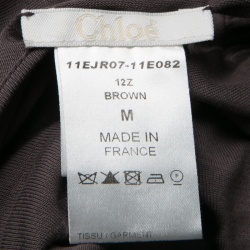 Chloé
11EJR07-11E082
12Z
BROWN
M
MADE IN
FRANCE
TISSU / GARMENT